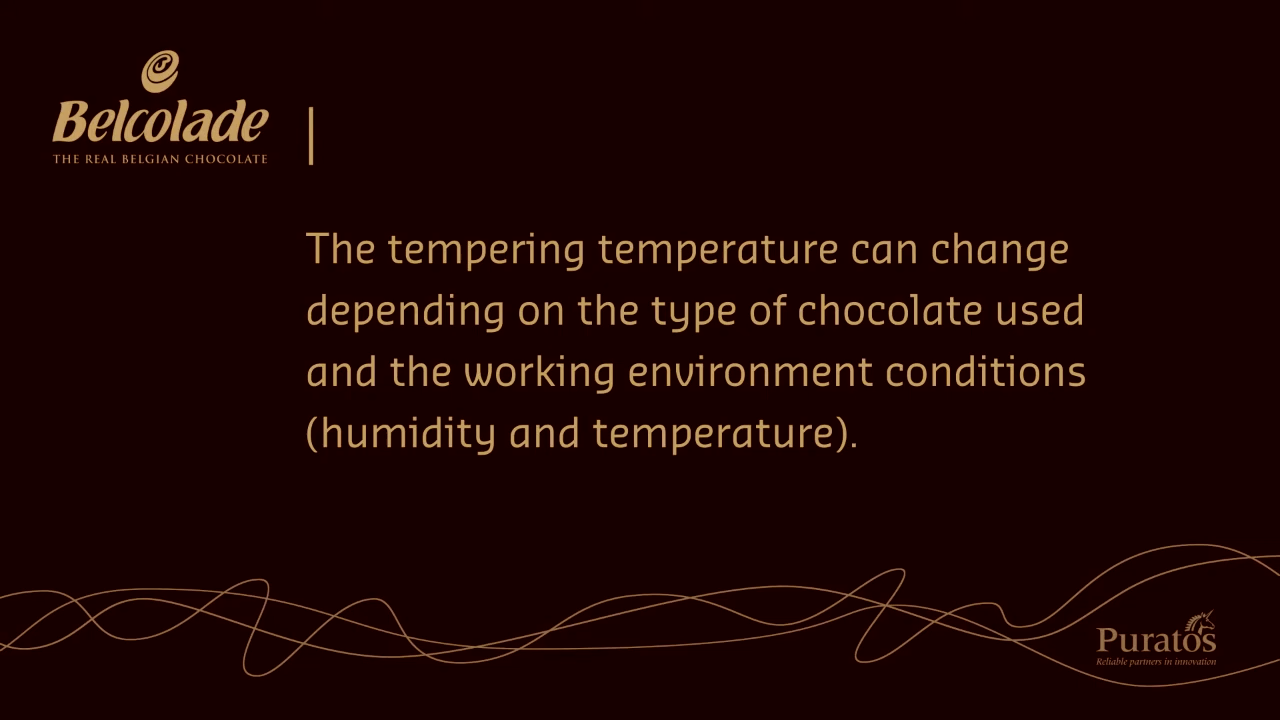 Belcolade
THE REAL BELGIAN CHOCOLATE
The tempering temperature can change
depending on the type of chocolate used
and the working environment conditions
(humidity and temperature).
Puratos
Reliable partners in innovation